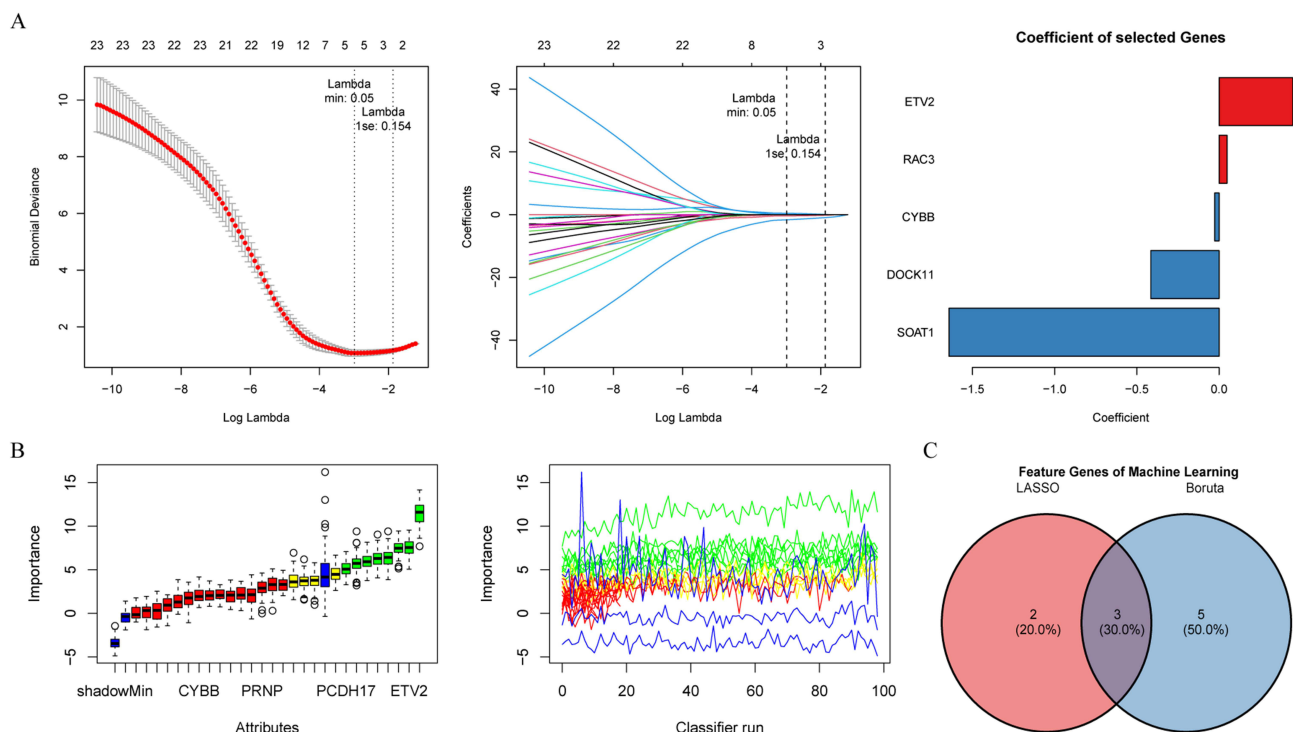 A
23 23 23 22 23 21 22 19 12 7 5 5 3 2
Lambda
min: 0.05
Lambda
1se: 0.154
Binomial Deviance
10
8
6
4
2
−10 −8 −6 −4 −2
Log Lambda
23 22 22 8 3
Lambda
min: 0.05
Lambda
1se: 0.154
Coefficients
40
20
0
−20
−40
−10 −8 −6 −4 −2
Log Lambda
Coefficient of selected Genes
ETV2
RAC3
CYBB
DOCK11
SOAT1
−1.5 −1.0 −0.5 0.0
Coefficient
B
Importance
15
10
5
0
−5
shadowMin CYBB PRNP PCDH17 ETV2
Attributes
Importance
15
10
5
0
−5
0 20 40 60 80 100
Classifier run
C
Feature Genes of Machine Learning
LASSO Boruta
2
(20.0%)
3
(30.0%)
5
(50.0%)